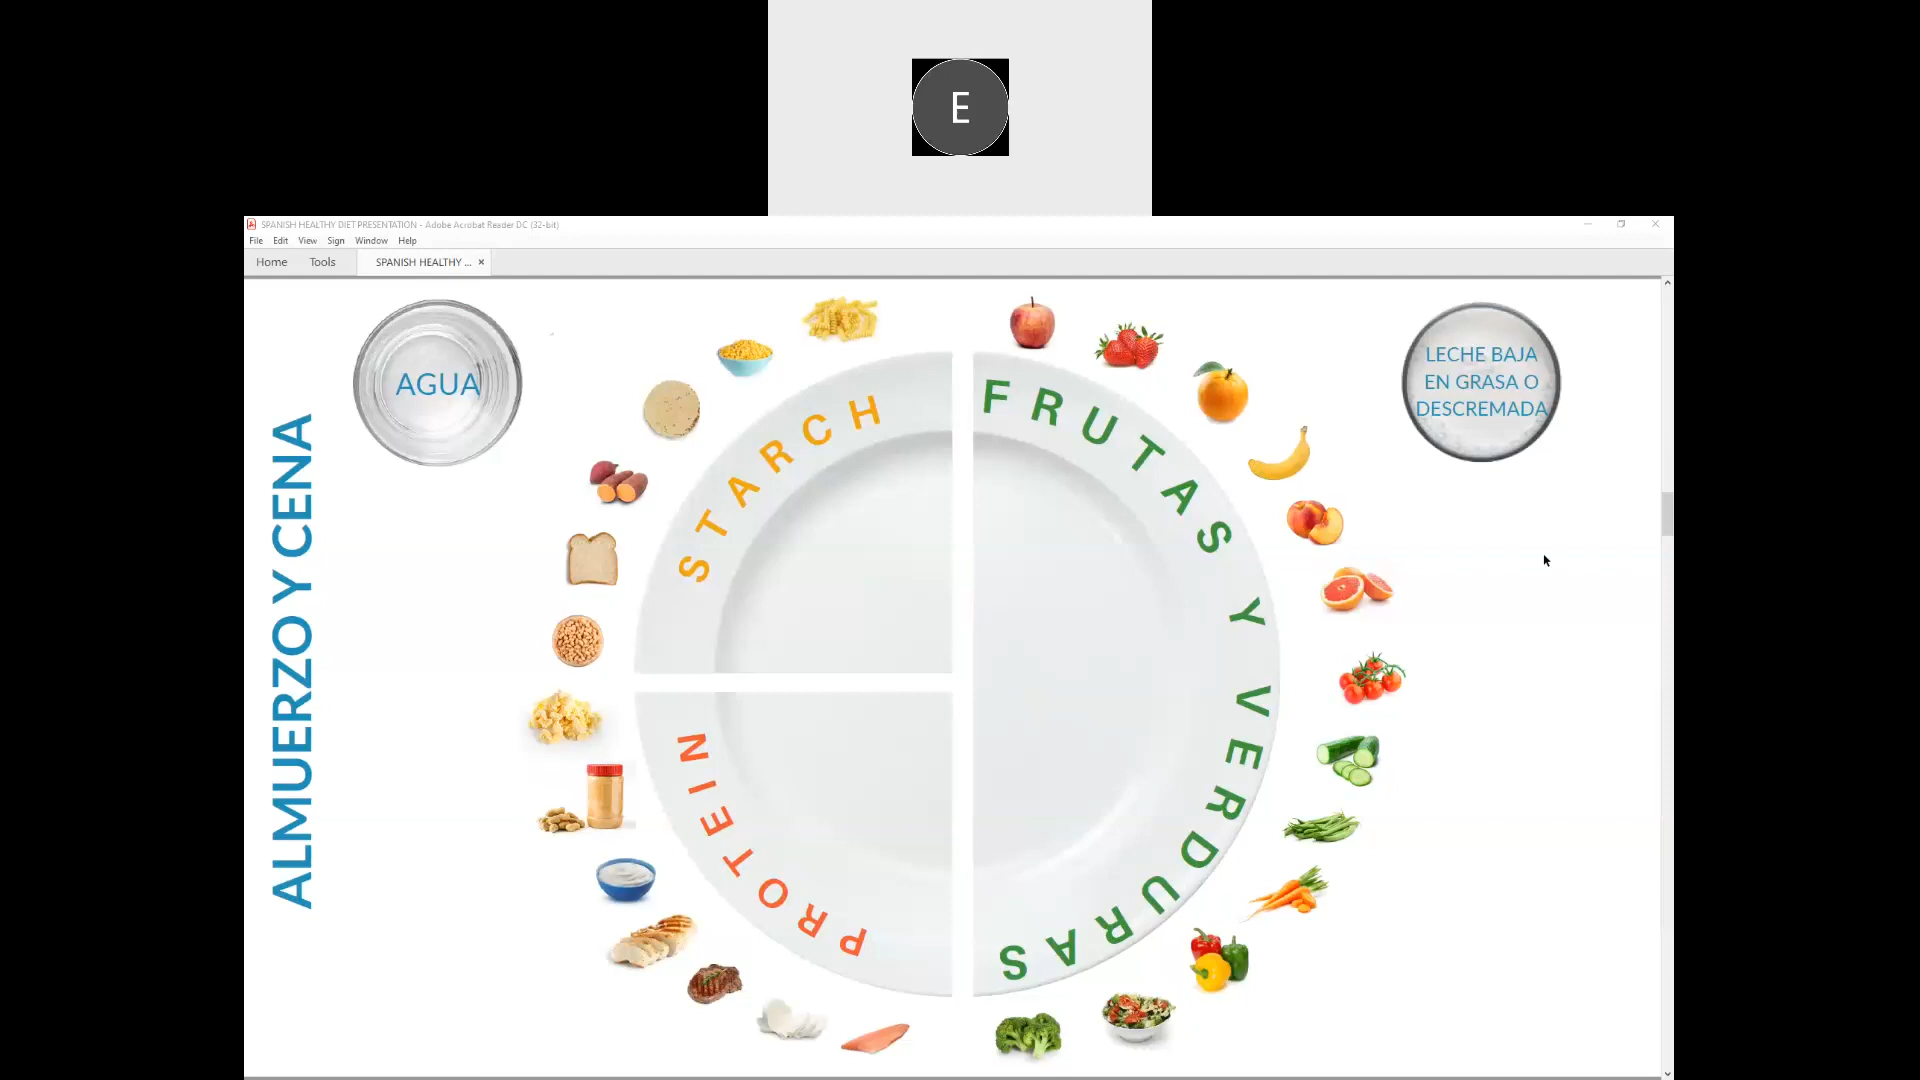 E
SPANISH HEALTHY DIET PRESENTATION - Adobe Acrobat Reader DC (32-bit)
File Edit View Sign Window Help
Home Tools SPANISH HEALTHY ... ×
ALMUERZO Y CENA
AGUA
STARCH
FRUTAS Y VERDURAS
LECHE BAJA
EN GRASA O
DESCREMADA
PROTEIN